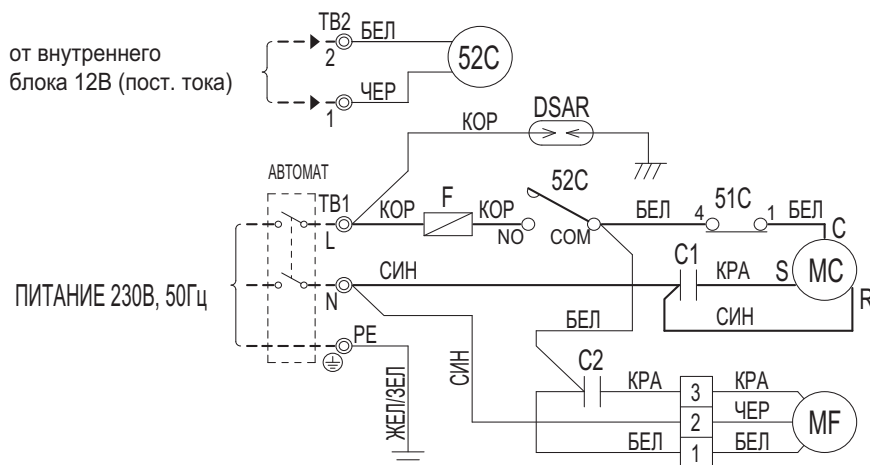 TB2
БЕЛ
2
52C
от внутреннего
блока 12В (пост. тока)
ЧЕР
1
КОР
DSAR
АВТОМАТ
TB1
КОР
F
КОР
52C
БЕЛ
4
51C
1
БЕЛ
L
NO
COM
C
СИН
C1
КРА
S
MC
R
ПИТАНИЕ 230В, 50Гц
N
СИН
БЕЛ
PE
ЖЕЛ/ЗЕЛ
СИН
C2
КРА
3
КРА
2
ЧЕР
MF
БЕЛ
1
БЕЛ